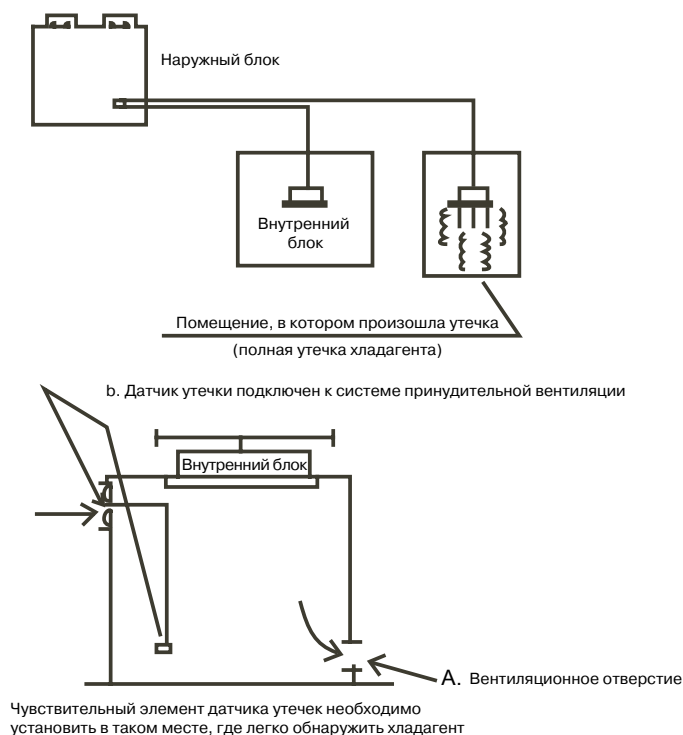 Наружный блок
Внутренний
блок
Помещение, в котором произошла утечка
(полная утечка хладагента)
b. Датчик утечки подключен к системе принудительной вентиляции
Внутренний блок
A. Вентиляционное отверстие
Чувствительный элемент датчика утечек необходимо
установить в таком месте, где легко обнаружить хладагент